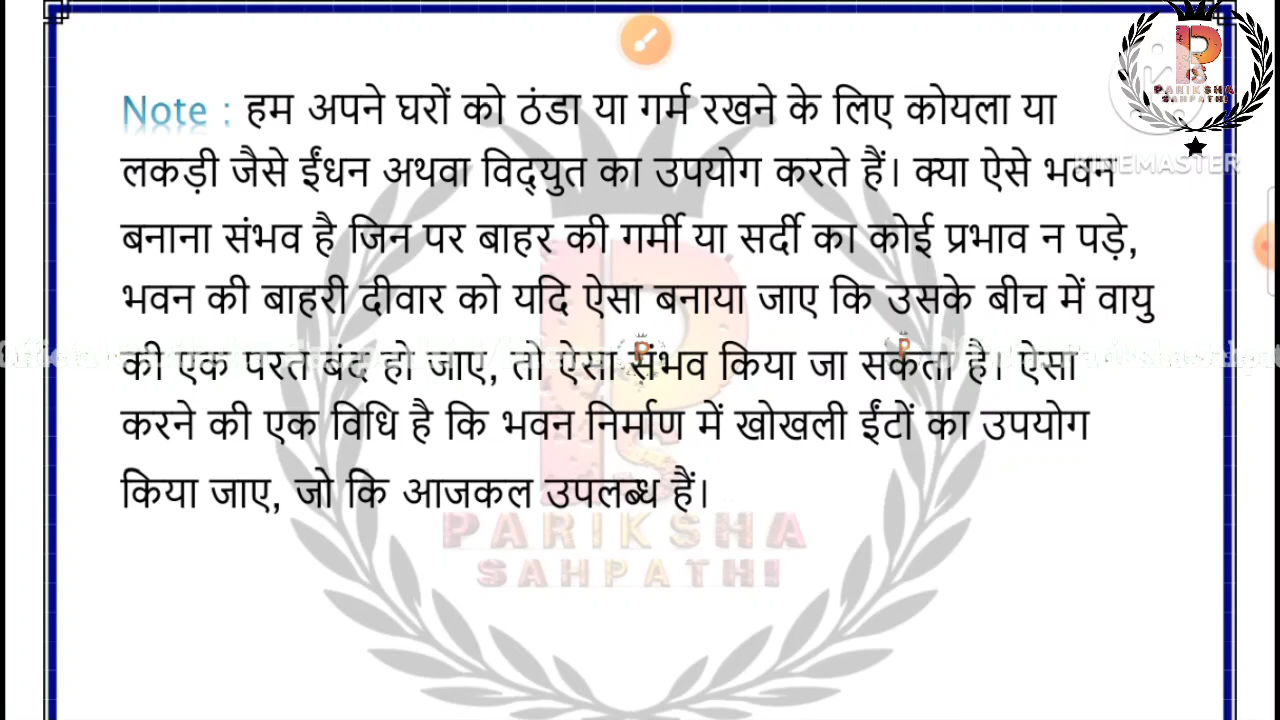 Note : हम अपने घरों को ठंडा या गर्म रखने के लिए कोयला या
लकड़ी जैसे ईंधन अथवा विद्युत का उपयोग करते हैं। क्या ऐसे भवन
बनाना संभव है जिन पर बाहर की गर्मी या सर्दी का कोई प्रभाव न पड़े,
भवन की बाहरी दीवार को यदि ऐसा बनाया जाए कि उसके बीच में वायु
की एक परत बंद हो जाए, तो ऐसा संभव किया जा सकता है। ऐसा
करने की एक विधि है कि भवन निर्माण में खोखली ईंटों का उपयोग
किया जाए, जो कि आजकल उपलब्ध हैं।
PARIKSHA
SAHPATHI
PARIKSHA
SAHPATHI
KINEMASTER